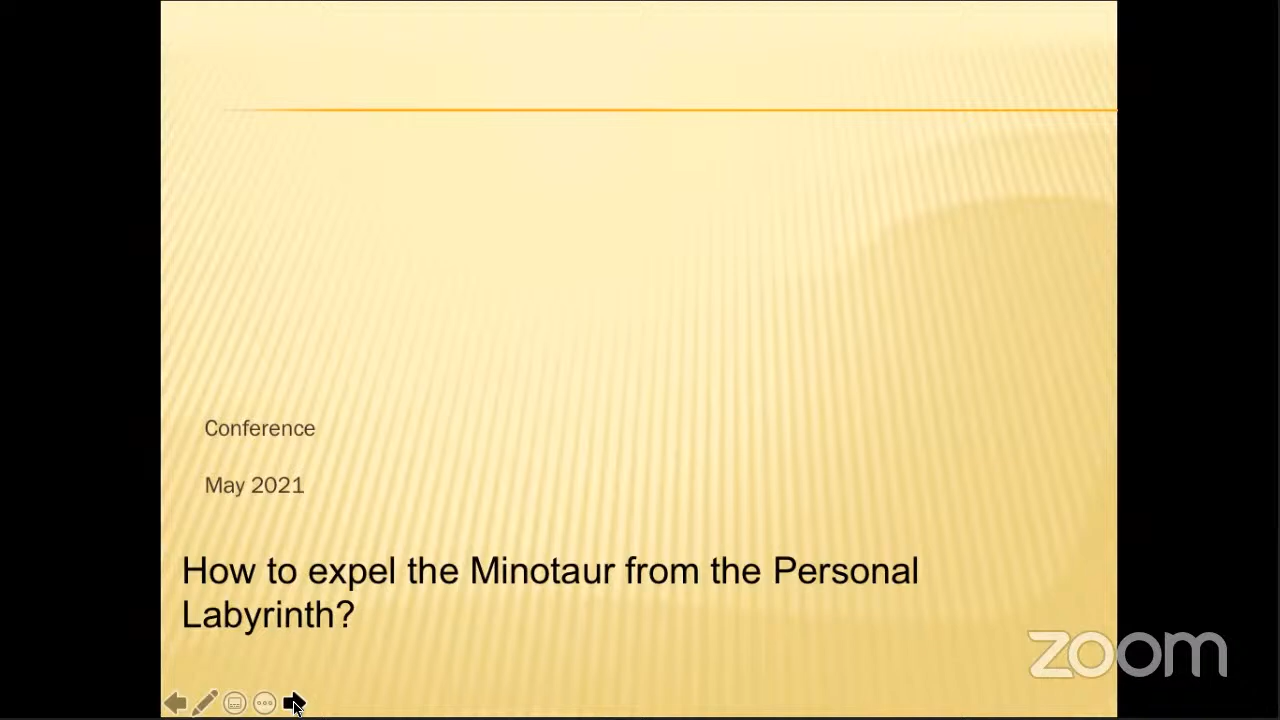 Conference
May 2021
How to expel the Minotaur from the Personal
Labyrinth?
zoom